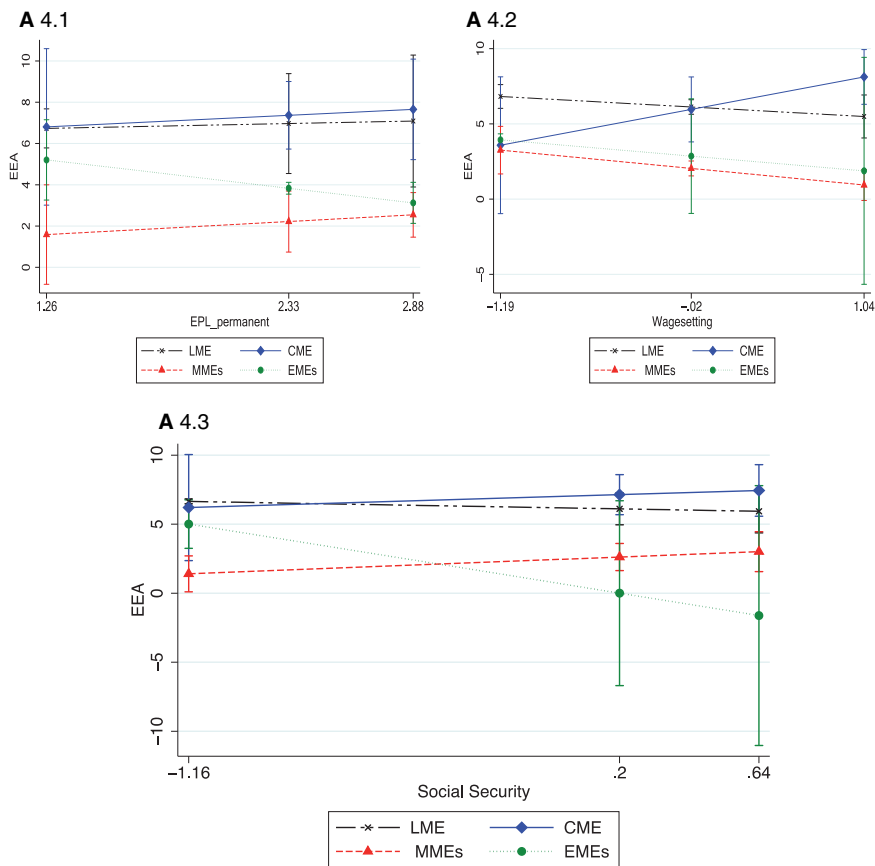 A 4.1
10
8
6
4
2
0
EEA
1.26
2.33
2.88
EPL_permanent
LME
CME
MMEs
EMEs
A 4.2
10
5
0
−5
EEA
−1.19
−.02
1.04
Wagesetting
LME
CME
MMEs
EMEs
A 4.3
10
5
0
−5
−10
EEA
−1.16
.2
.64
Social Security
LME
CME
MMEs
EMEs